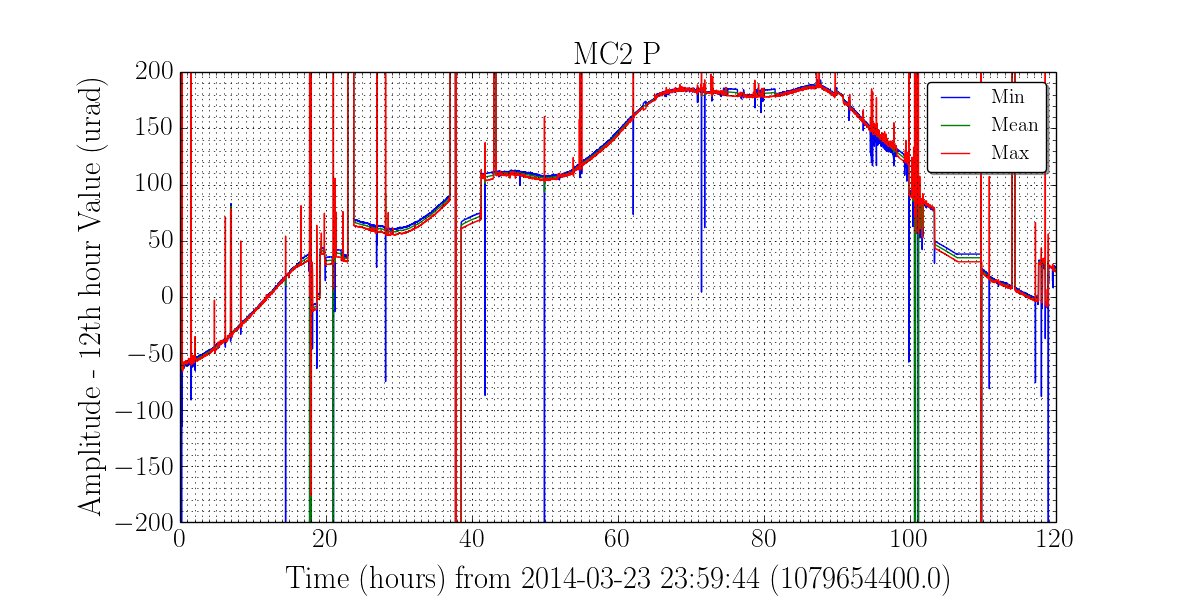 MC2 P
Amplitude - 12th hour Value (urad)
200
150
100
50
0
−50
−100
−150
−200
Min
Mean
Max
0 20 40 60 80 100 120
Time (hours) from 2014-03-23 23:59:44 (1079654400.0)